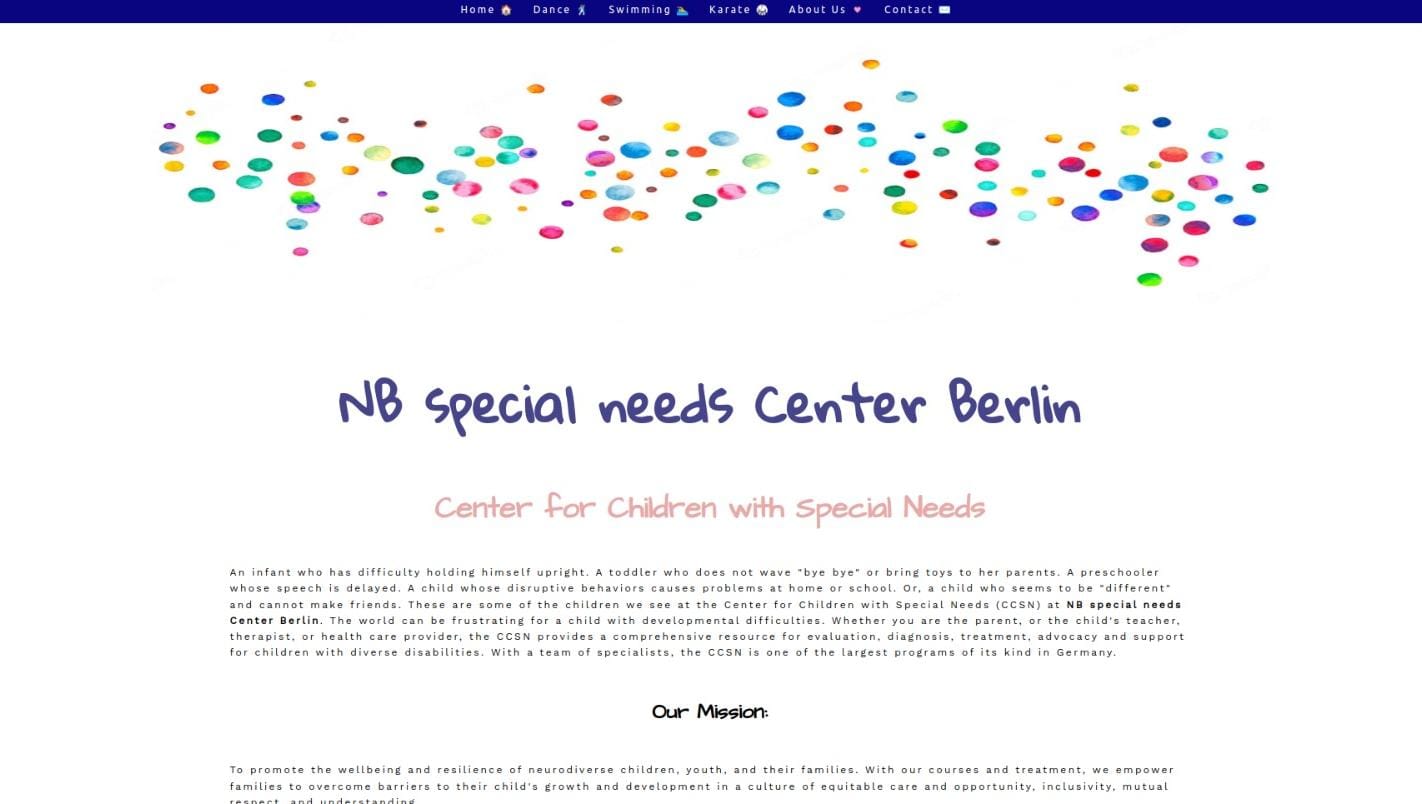 Home 🏠 Dance 🕺 Swimming 🏊 Karate 🥋 About Us 💗 Contact ✉️
NB special needs Center Berlin
Center for Children with Special Needs
An infant who has difficulty holding himself upright. A toddler who does not wave "bye bye" or bring toys to her parents. A preschooler
whose speech is delayed. A child whose disruptive behaviors causes problems at home or school. Or, a child who seems to be "different"
and cannot make friends. These are some of the children we see at the Center for Children with Special Needs (CCSN) at NB special needs
Center Berlin. The world can be frustrating for a child with developmental difficulties. Whether you are the parent, or the child's teacher,
therapist, or health care provider, the CCSN provides a comprehensive resource for evaluation, diagnosis, treatment, advocacy and support
for children with diverse disabilities. With a team of specialists, the CCSN is one of the largest programs of its kind in Germany.
Our Mission:
To promote the wellbeing and resilience of neurodiverse children, youth, and their families. With our courses and treatment, we empower
families to overcome barriers to their child's growth and development in a culture of equitable care and opportunity, inclusivity, mutual
respect, and understanding.